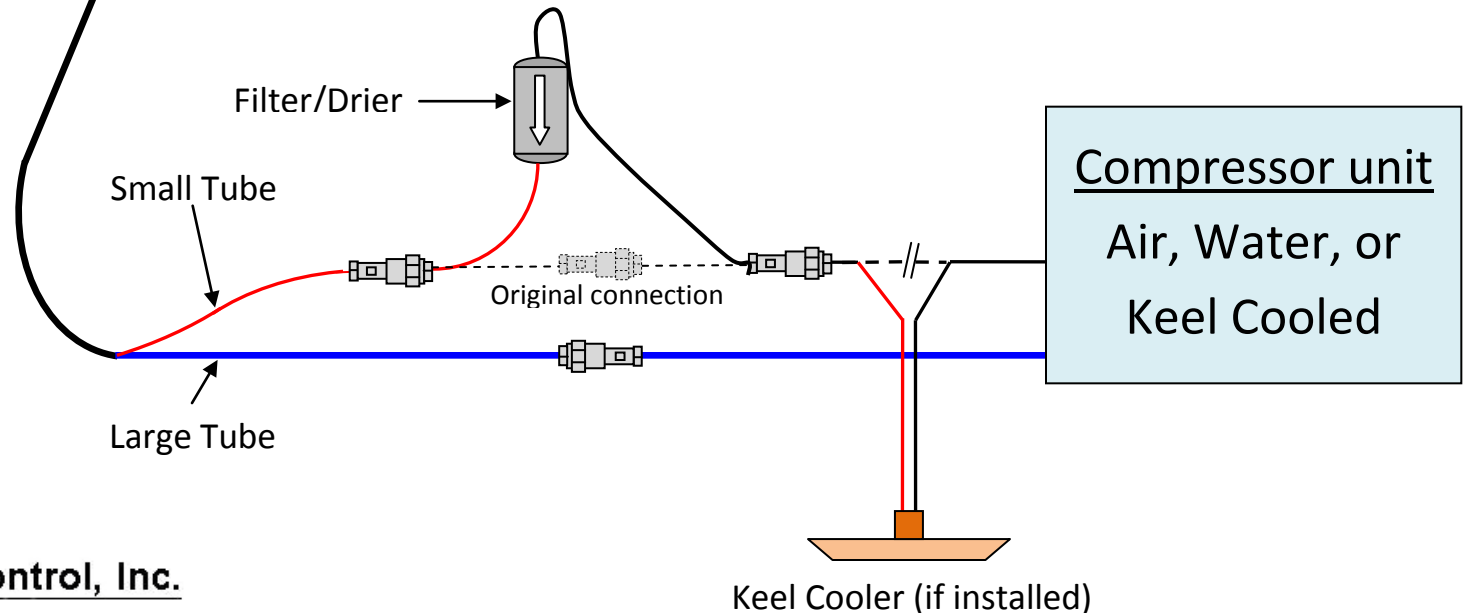 Filter/Drier
Small Tube
Original connection
Large Tube
Compressor unit
Air, Water, or
Keel Cooled
ontrol, Inc.
Keel Cooler (if installed)